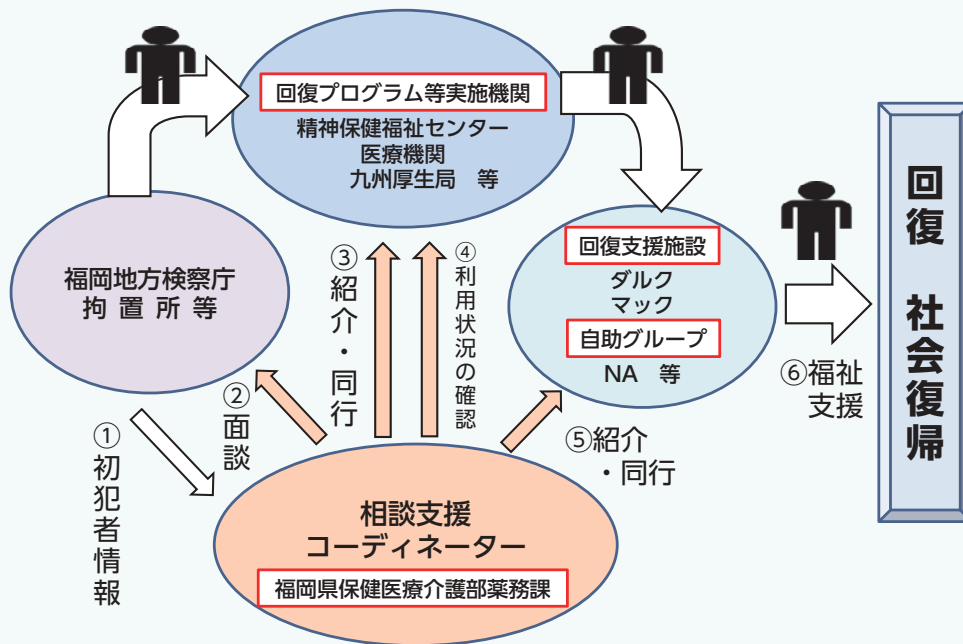 回復プログラム等実施機関
精神保健福祉センター
医療機関
九州厚生局 等
福岡地方検察庁
拘置所等
回復支援施設
ダルク
マック
自助グループ
NA 等
①初犯者情報
②面談
③紹介・同行
④利用状況の確認
⑤紹介
・同行
⑥福祉
支援
相談支援
コーディネーター
福岡県保健医療介護部薬務課
回復 社会復帰